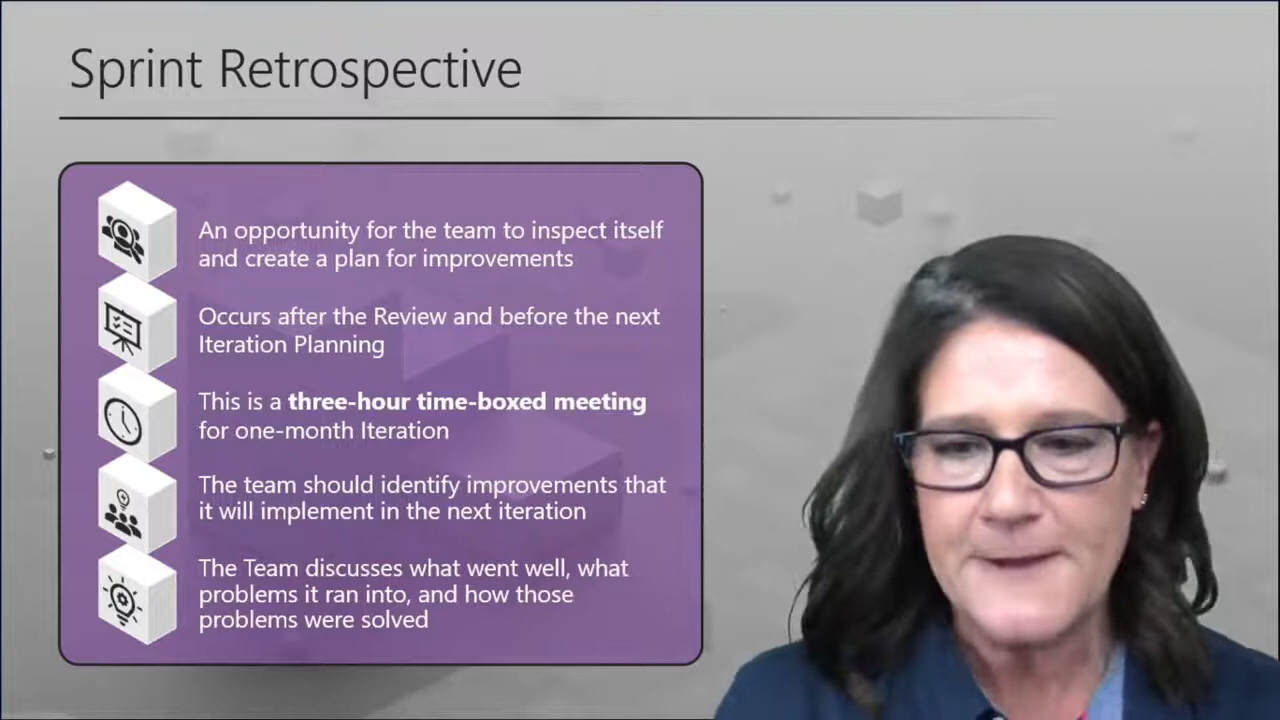 Sprint Retrospective
An opportunity for the team to inspect itself
and create a plan for improvements
Occurs after the Review and before the next
Iteration Planning
This is a three-hour time-boxed meeting
for one-month Iteration
The team should identify improvements that
it will implement in the next iteration
The Team discusses what went well, what
problems it ran into, and how those
problems were solved